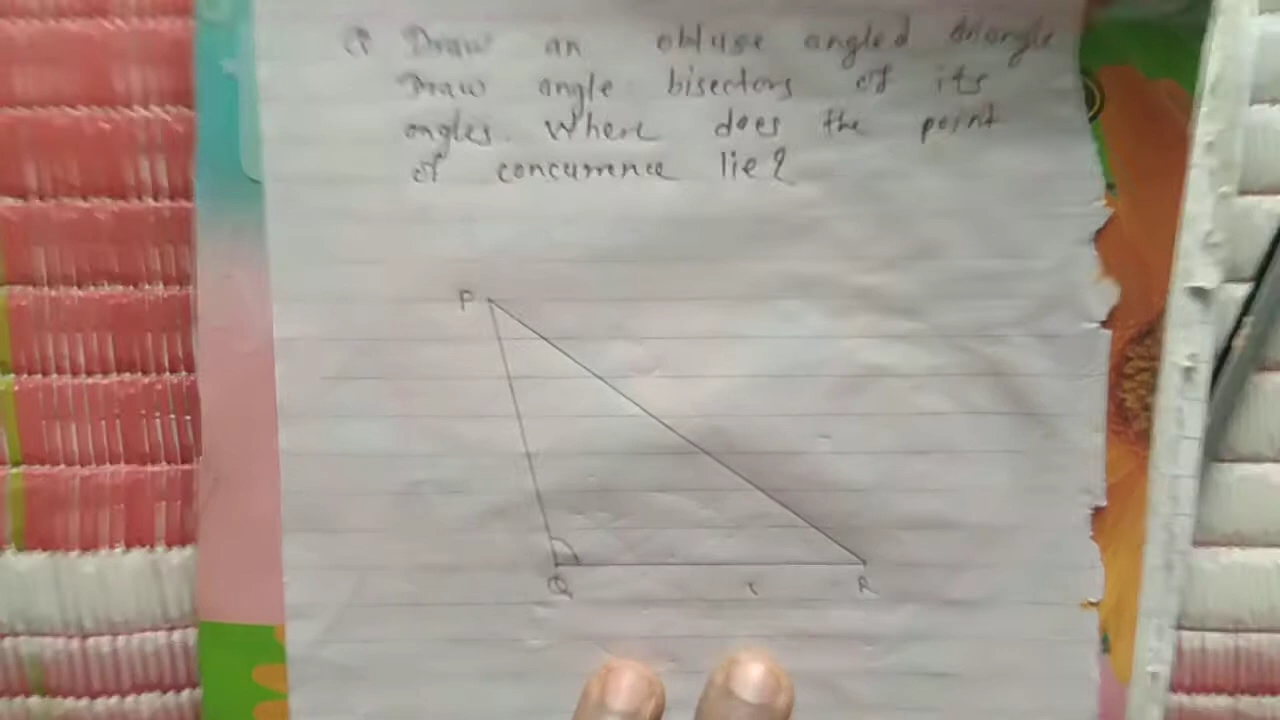 Q Draw an obtuse angled triangle
Draw angle bisectors of its
angles. Where does the point
of concurrence lie?
P
Q
R